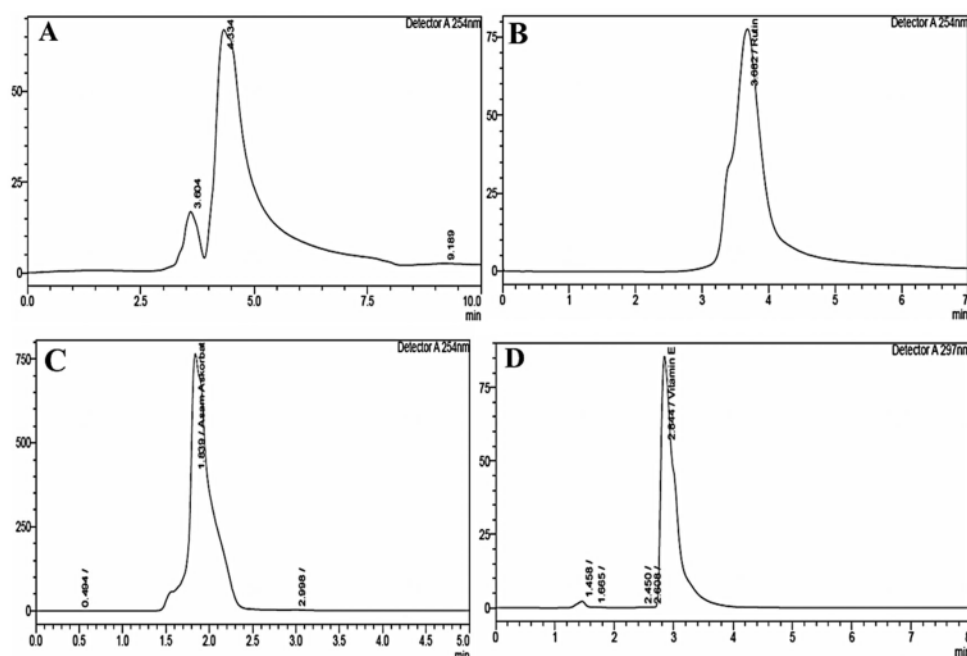 A
Detector A 254nm
4.334
3.604
9.189
50
25
0
0.0 2.5 5.0 7.5 10.0
min
B
Detector A 254nm
3.682 / Rutin
75
50
25
0
0 1 2 3 4 5 6 7
min
C
Detector A 254nm
1.839 / Asam Askorbat
0.494 /
2.998 /
750
500
250
0
0.0 0.5 1.0 1.5 2.0 2.5 3.0 3.5 4.0 4.5 5.0
min
D
Detector A 297nm
2.844 / Vitamin E
1.458 /
1.665 /
2.450 /
2.608 /
75
50
25
0
0 1 2 3 4 5 6 7 8
min